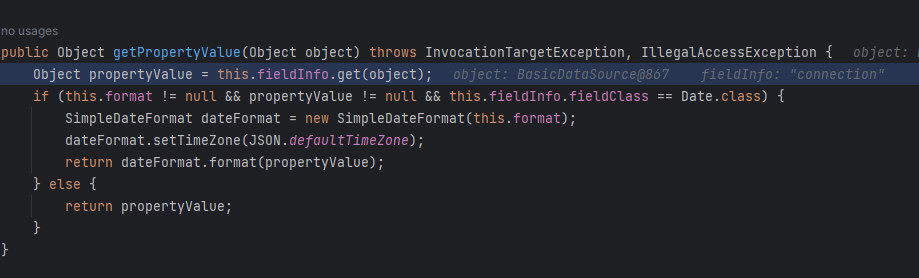 no usages
public Object getPropertyValue(Object object) throws InvocationTargetException, IllegalAccessException {   object:
Object propertyValue = this.fieldInfo.get(object);   object: BasicDataSource@867   fieldInfo: "connection"
if (this.format != null && propertyValue != null && this.fieldInfo.fieldClass == Date.class) {
SimpleDateFormat dateFormat = new SimpleDateFormat(this.format);
dateFormat.setTimeZone(JSON.defaultTimeZone);
return dateFormat.format(propertyValue);
} else {
return propertyValue;
}
}